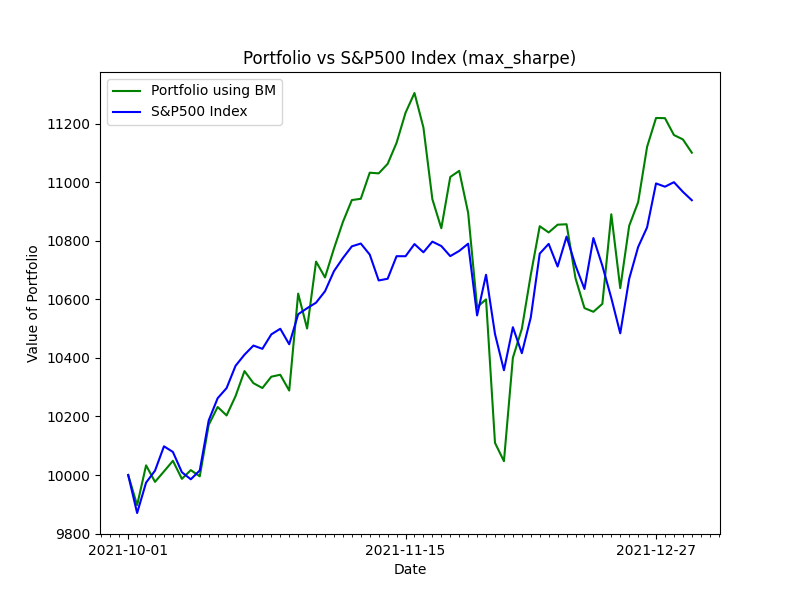 Portfolio vs S&P500 Index (max_sharpe)
Portfolio using BM
S&P500 Index
11200
11000
10800
10600
10400
10200
10000
9800
Value of Portfolio
2021-10-01
2021-11-15
2021-12-27
Date